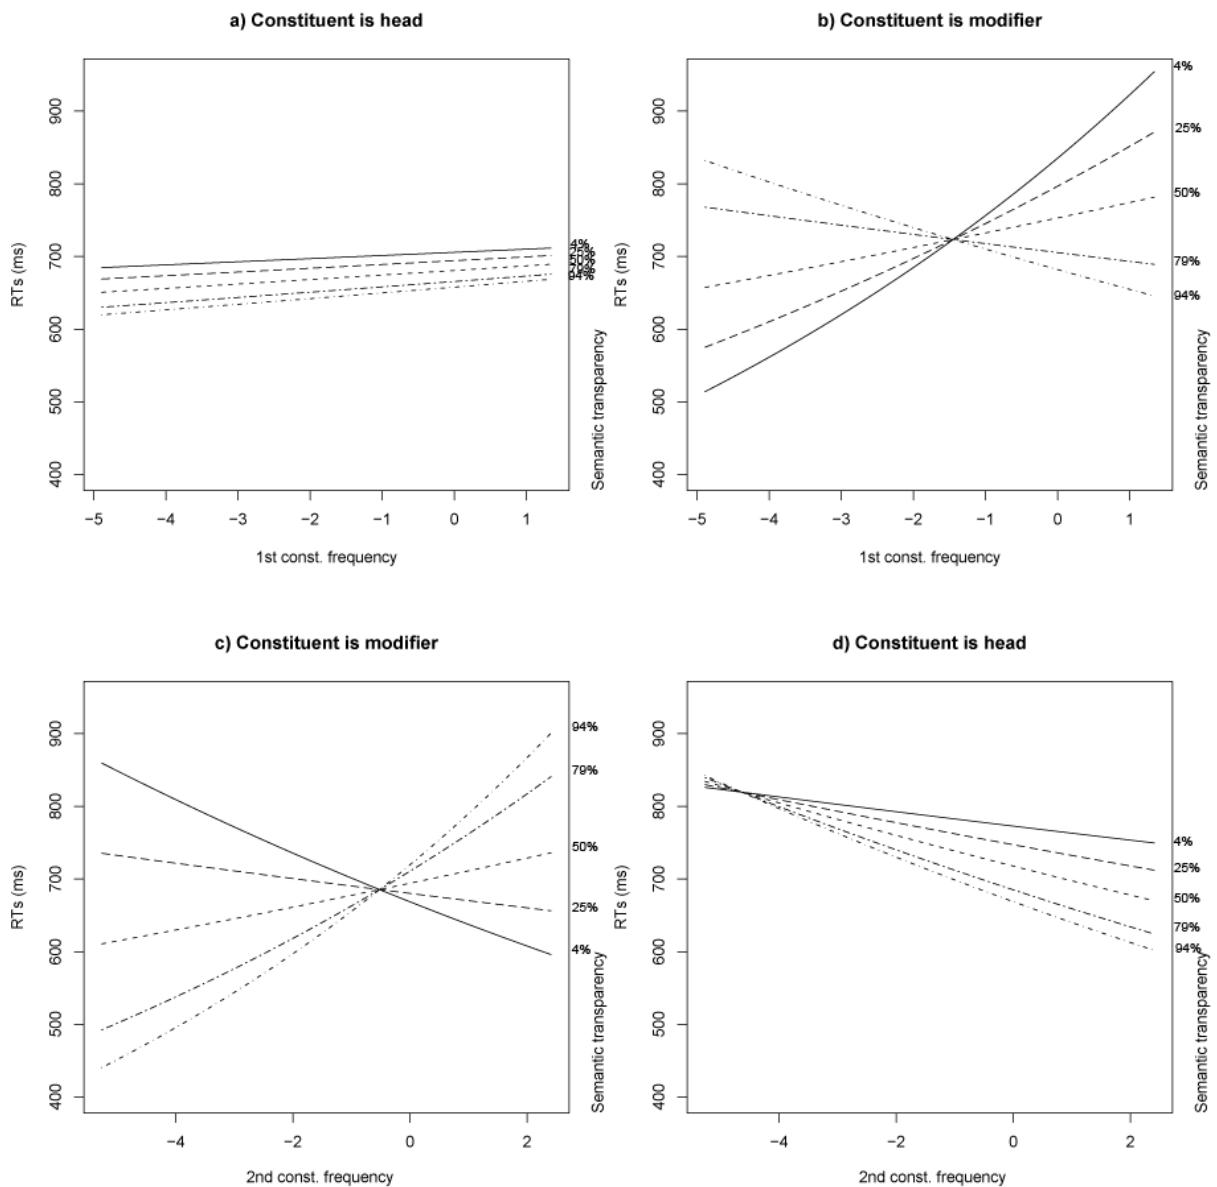 a) Constituent is head
900
800
700
600
500
400
RTs (ms)
4%
25%
50%
79%
94%
Semantic transparency
−5 −4 −3 −2 −1 0 1
1st const. frequency
b) Constituent is modifier
900
800
700
600
500
400
RTs (ms)
4%
25%
50%
79%
94%
Semantic transparency
−5 −4 −3 −2 −1 0 1
1st const. frequency
c) Constituent is modifier
900
800
700
600
500
400
RTs (ms)
94%
79%
50%
25%
4%
Semantic transparency
−4 −2 0 2
2nd const. frequency
d) Constituent is head
900
800
700
600
500
400
RTs (ms)
4%
25%
50%
79%
94%
Semantic transparency
−4 −2 0 2
2nd const. frequency